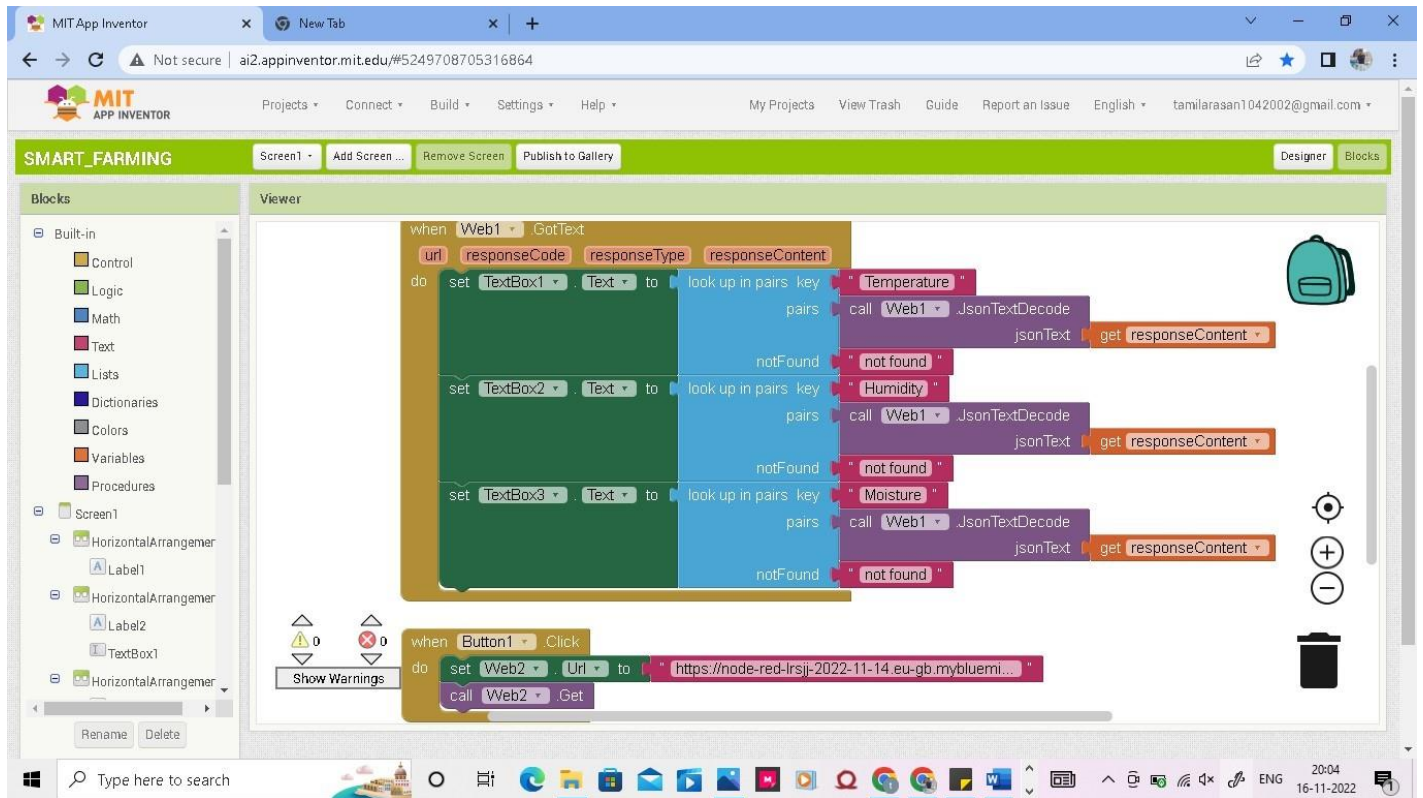 MIT App Inventor
New Tab
Not secure
ai2.appinventor.mit.edu/#5249708705316864
MIT
APP INVENTOR
Projects
Connect
Build
Settings
Help
My Projects
View Trash
Guide
Report an Issue
English
tamilarasan1042002@gmail.com
SMART_FARMING
Screen1
Add Screen ...
Remove Screen
Publish to Gallery
Designer
Blocks
Blocks
Built-in
Control
Logic
Math
Text
Lists
Dictionaries
Colors
Variables
Procedures
Screen1
HorizontalArrangemer
Label1
HorizontalArrangemer
Label2
TextBox1
HorizontalArrangemer
Rename
Delete
Viewer
when Web1 .GotText
url responseCode responseType responseContent
do set TextBox1 . Text to look up in pairs key " Temperature "
pairs call Web1 .JsonTextDecode
jsonText get responseContent
notFound " not found "
set TextBox2 . Text to look up in pairs key " Humidity "
pairs call Web1 .JsonTextDecode
jsonText get responseContent
notFound " not found "
set TextBox3 . Text to look up in pairs key " Moisture "
pairs call Web1 .JsonTextDecode
jsonText get responseContent
notFound " not found "
0 0
Show Warnings
when Button1 .Click
do set Web2 . Url to " https://node-red-lrsjj-2022-11-14.eu-gb.mybluemi... "
call Web2 .Get
Type here to search
ENG
20:04
16-11-2022
1